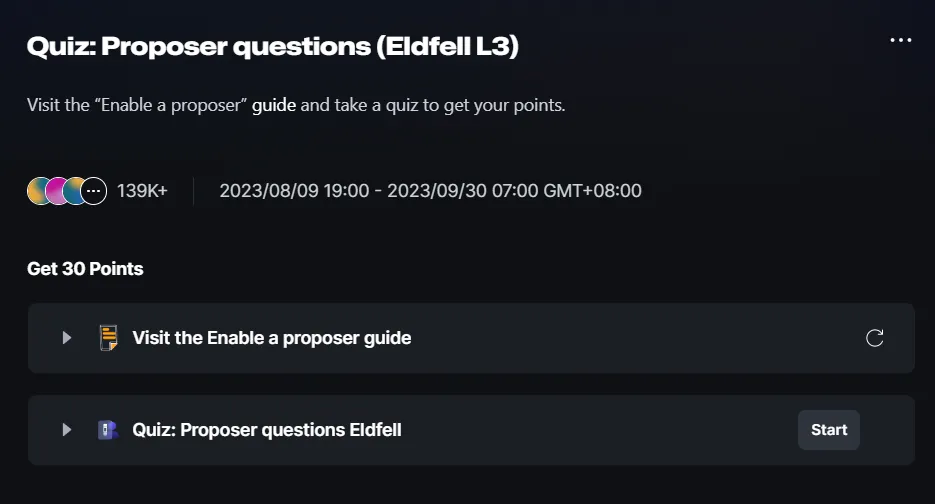 Quiz: Proposer questions (Eldfell L3)
Visit the “Enable a proposer” guide and take a quiz to get your points.
139K+ 2023/08/09 19:00 - 2023/09/30 07:00 GMT+08:00
Get 30 Points
Visit the Enable a proposer guide
Quiz: Proposer questions Eldfell Start